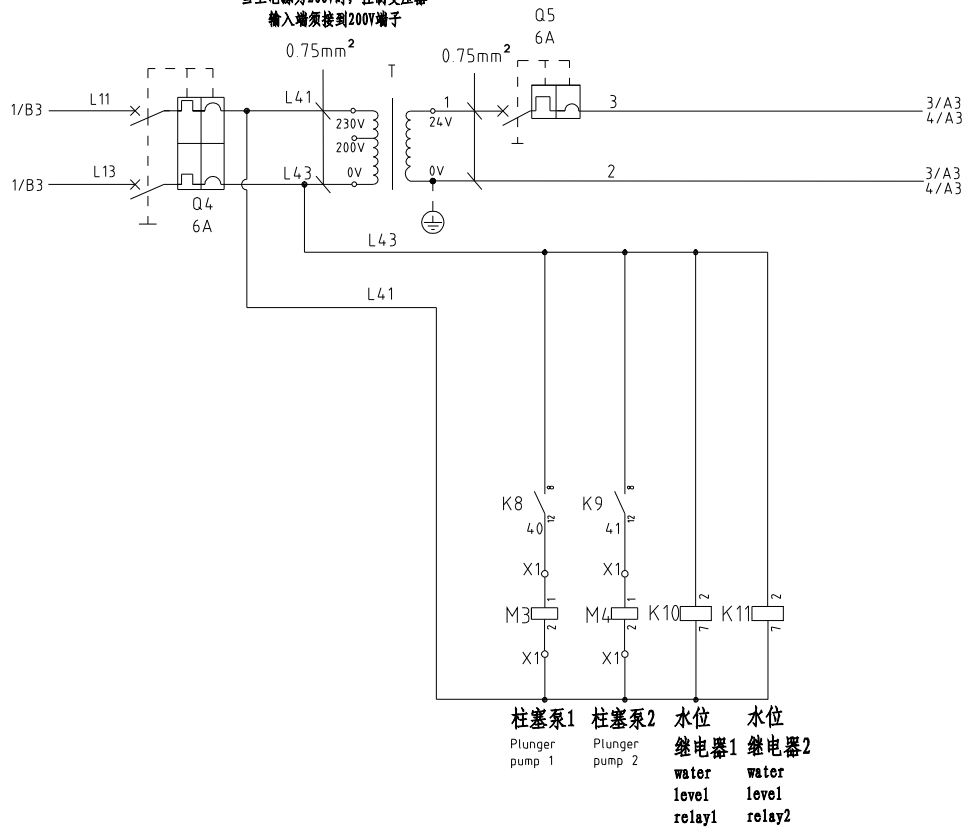 输入端须接到200V端子
Q5
6A
0.75mm²
T
0.75mm²
1/B3
L11
L41
230V
200V
1
24V
3
3/A3
4/A3
1/B3
L13
L43
0V
0V
2
3/A3
4/A3
Q4
6A
L43
L41
K8
8
12
40
K9
8
12
41
X1
X1
M3
1
2
M4
1
2
K10
2
7
K11
2
7
X1
X1
柱塞泵1
Plunger
pump 1
柱塞泵2
Plunger
pump 2
水位
继电器1
water
level
relay1
水位
继电器2
water
level
relay2